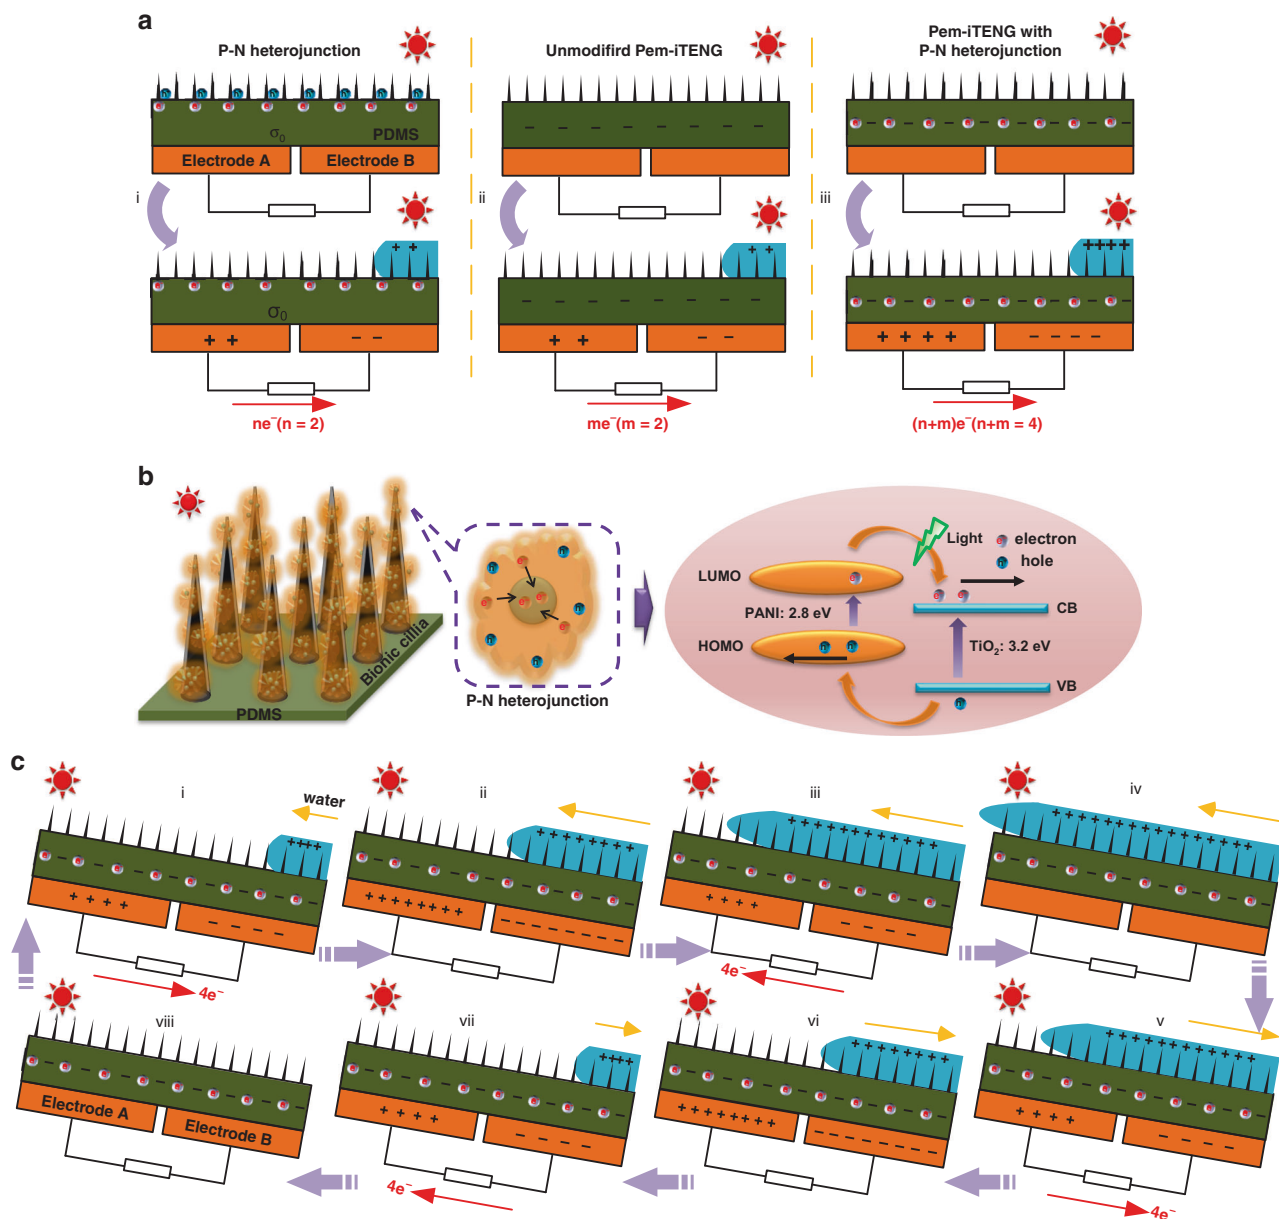 a
P-N heterojunction
Unmodifird Pem-iTENG
Pem-iTENG with
P-N heterojunction
h h h h h h h h
e e e e e e e e
σ0 PDMS
− − − − − − − −
e − e − e − e − e − e − e − e −
Electrode A Electrode B
i
ii
iii
+ +
+ +
++++
e e e e e e e
σ0
− − − − − − − −
e − e − e − e − e − e − e − e −
+ + − −
+ + − −
+ + + + − − − −
ne−(n = 2)
me−(m = 2)
(n+m)e−(n+m = 4)
b
Bionic cillia
PDMS
P-N heterojunction
Light
e electron
h+ hole
LUMO
PANI: 2.8 eV
CB
HOMO
TiO2: 3.2 eV
VB
c
i
water
ii
iii
iv
4e−
4e−
viii
vii
vi
v
Electrode A
Electrode B
4e−
4e−